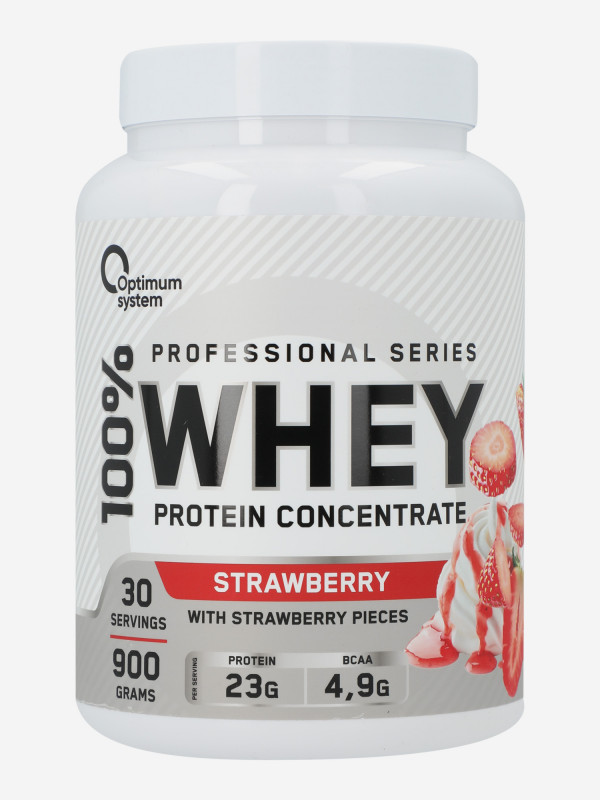 Optimum
system
PROFESSIONAL SERIES
100%
WHEY
PROTEIN CONCENTRATE
STRAWBERRY
WITH STRAWBERRY PIECES
30
SERVINGS
900
GRAMS
PER SERVING
PROTEIN
23G
BCAA
4,9G